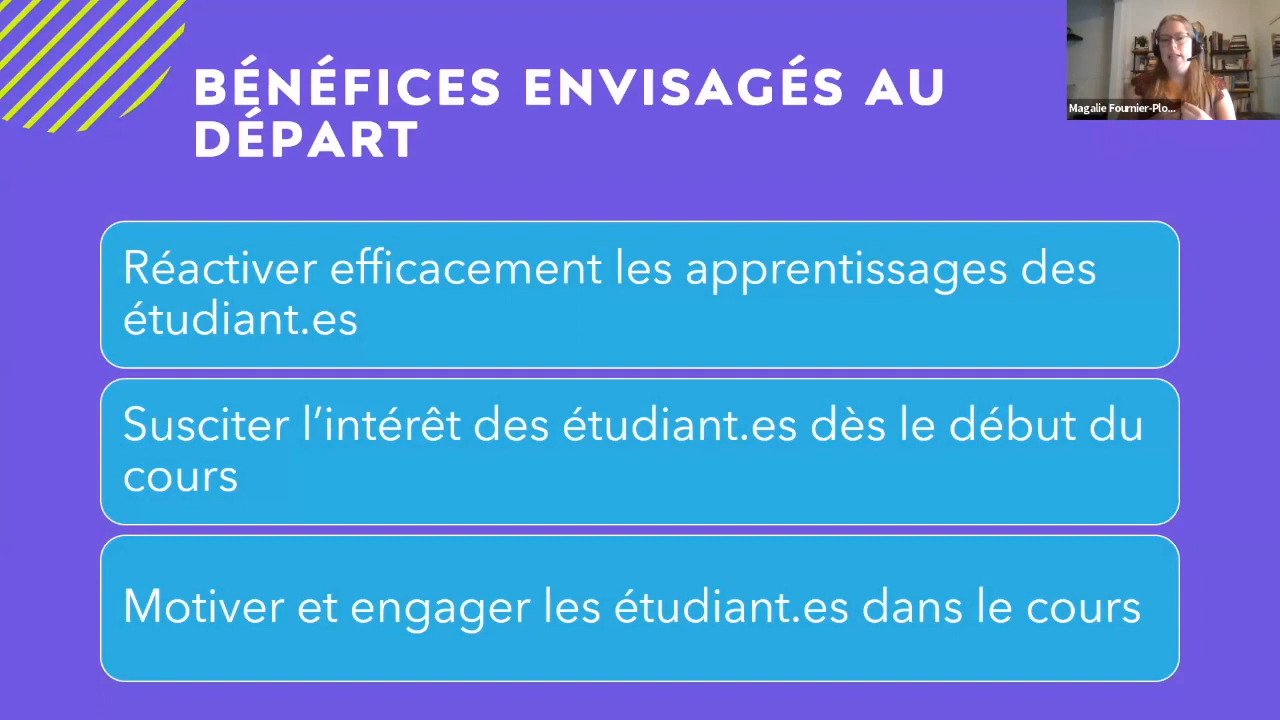 BÉNÉFICES ENVISAGÉS AU
DÉPART
Magalie Fournier-Plo...
Réactiver efficacement les apprentissages des
étudiant.es
Susciter l’intérêt des étudiant.es dès le début du
cours
Motiver et engager les étudiant.es dans le cours